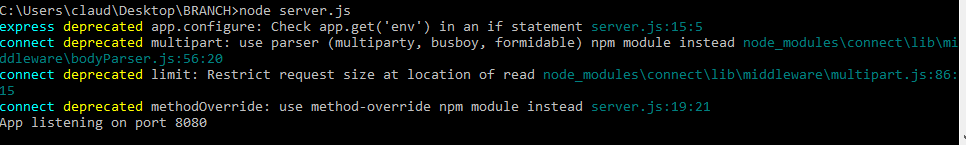 C:\Users\claud\Desktop\BRANCH>node server.js
express deprecated app.configure: Check app.get('env') in an if statement server.js:15:5
connect deprecated multipart: use parser (multiparty, busboy, formidable) npm module instead node_modules\connect\lib\mi
ddleware\bodyParser.js:56:20
connect deprecated limit: Restrict request size at location of read node_modules\connect\lib\middleware\multipart.js:86:
15
connect deprecated methodOverride: use method-override npm module instead server.js:19:21
App listening on port 8080